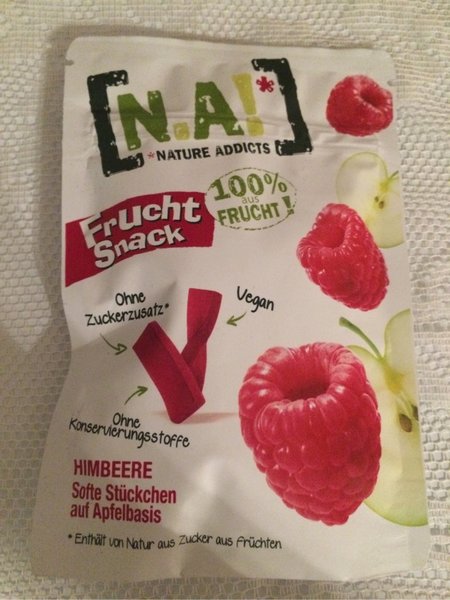 [N.A!*]
*NATURE ADDICTS
Frucht
Snack
100%
aus
FRUCHT!
Ohne
Zuckerzusatz*
Vegan
Ohne
Konservierungsstoffe
HIMBEERE
Softe Stückchen
auf Apfelbasis
*Enthält von Natur aus Zucker aus Früchten